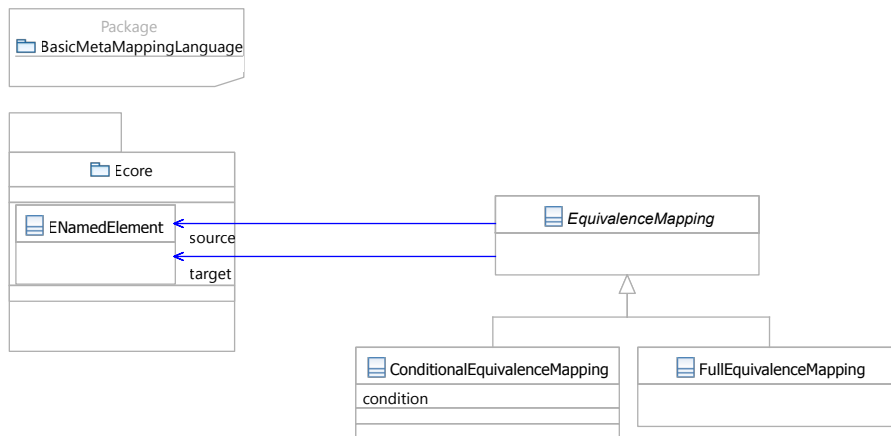 Package
BasicMetaMappingLanguage
Ecore
ENamedElement
source
target
EquivalenceMapping
ConditionalEquivalenceMapping
condition
FullEquivalenceMapping